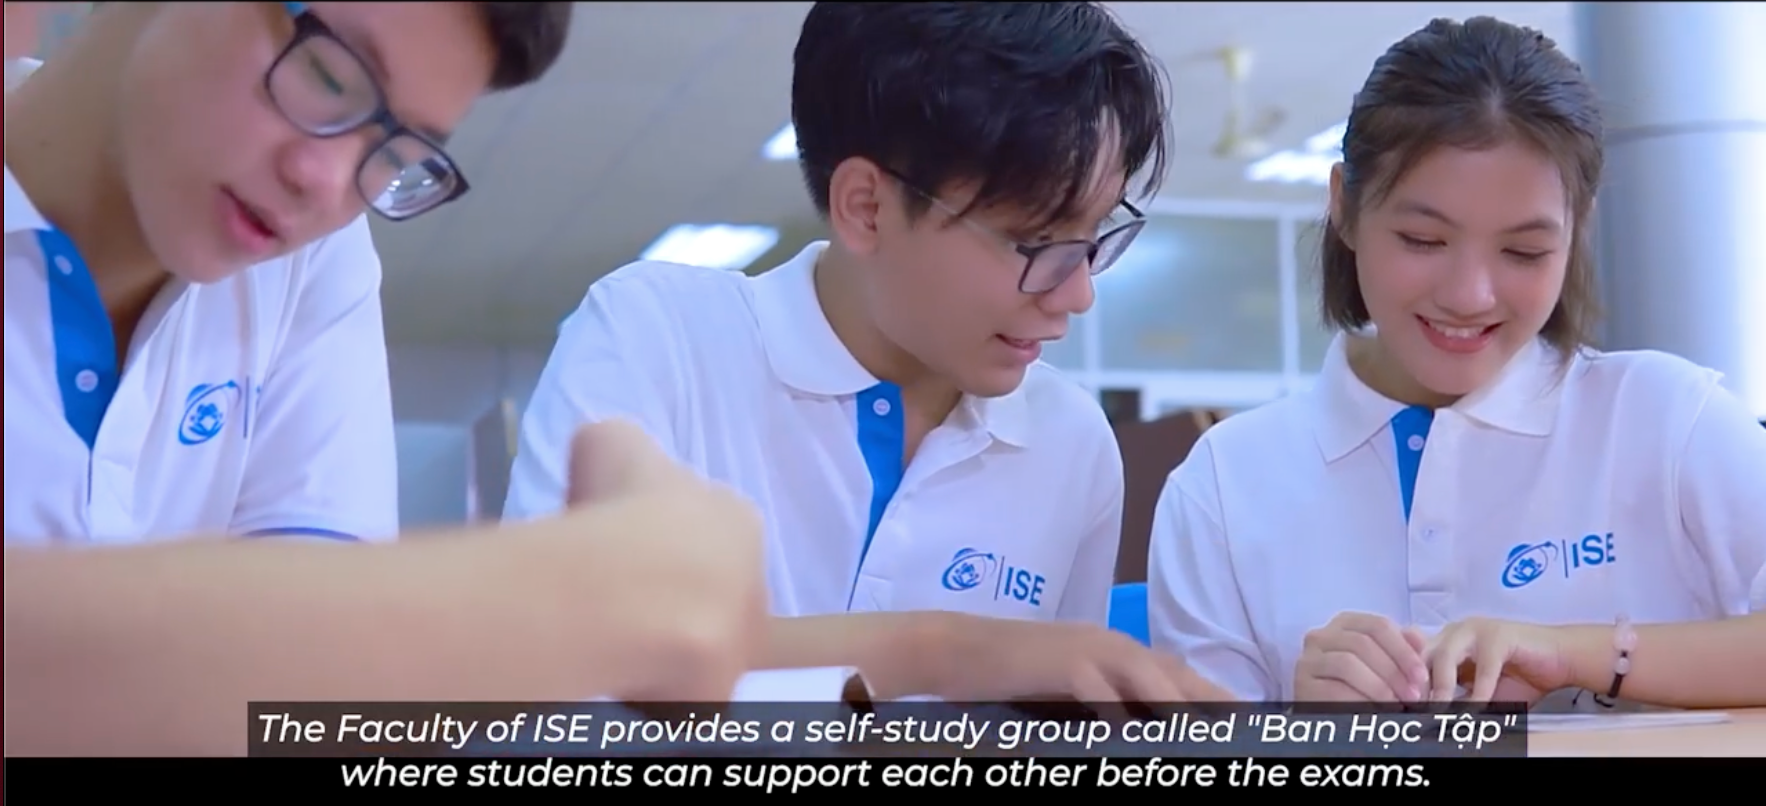 ISE
ISE
The Faculty of ISE provides a self-study group called "Ban Học Tập"
where students can support each other before the exams.